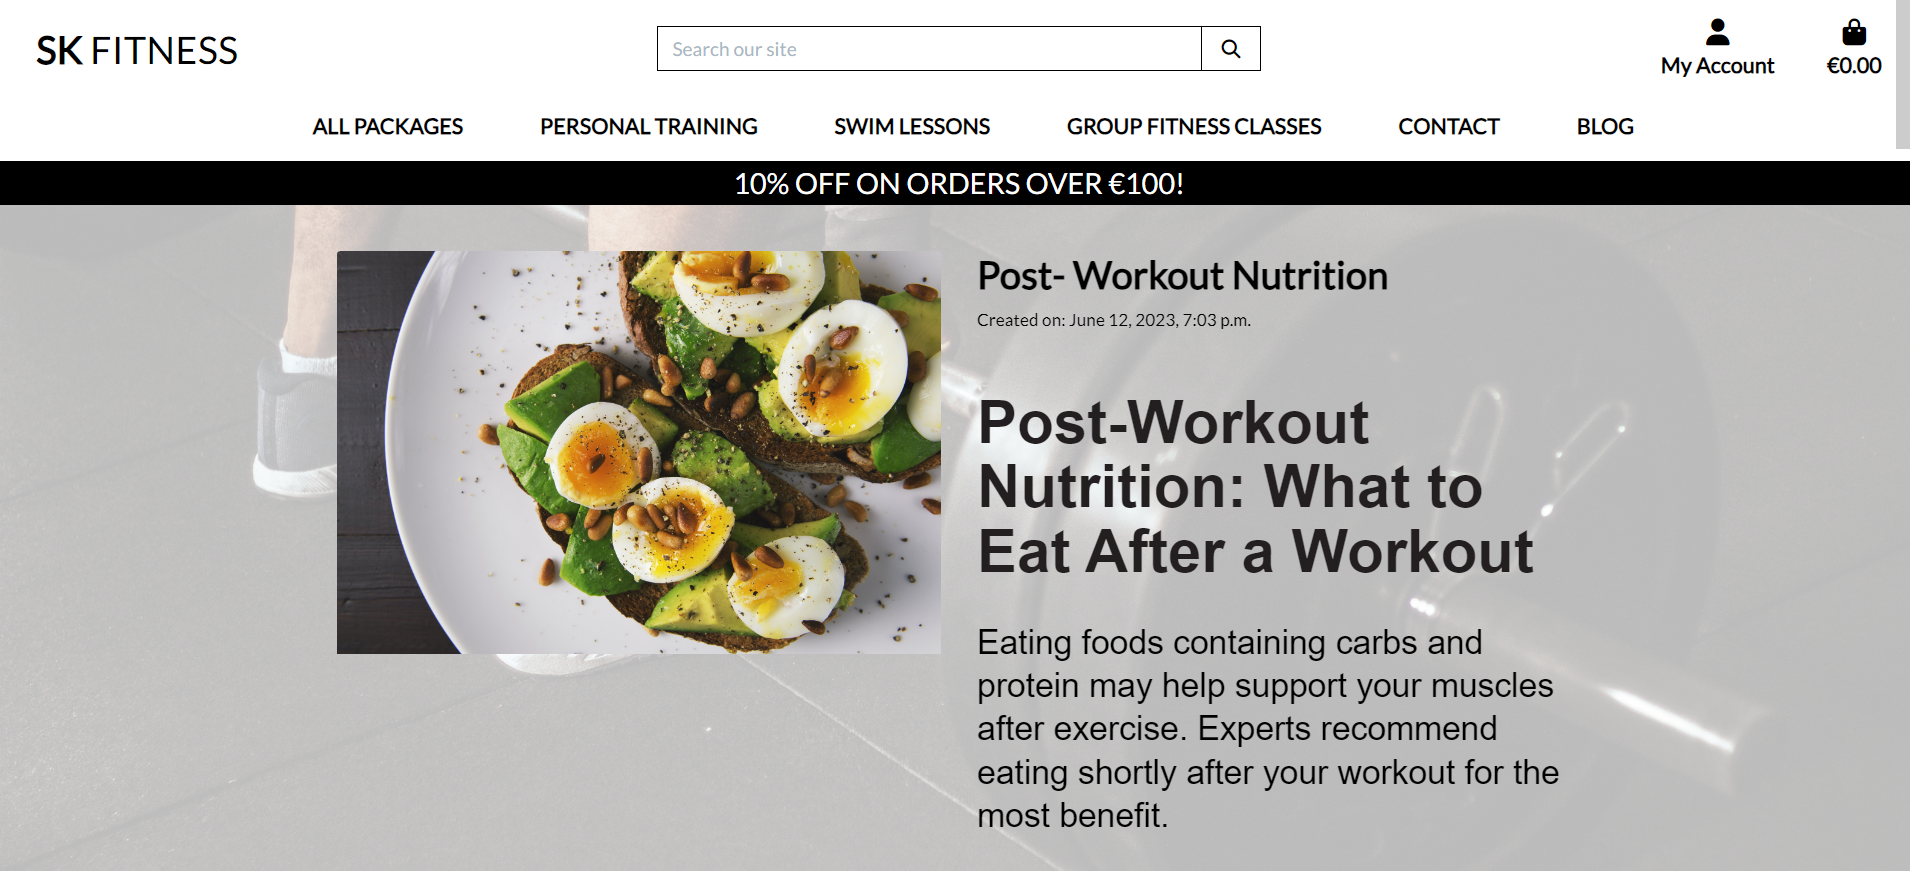 SK FITNESS
Search our site
My Account
€0.00
ALL PACKAGES
PERSONAL TRAINING
SWIM LESSONS
GROUP FITNESS CLASSES
CONTACT
BLOG
10% OFF ON ORDERS OVER €100!
Post- Workout Nutrition
Created on: June 12, 2023, 7:03 p.m.
Post-Workout
Nutrition: What to
Eat After a Workout
Eating foods containing carbs and
protein may help support your muscles
after exercise. Experts recommend
eating shortly after your workout for the
most benefit.